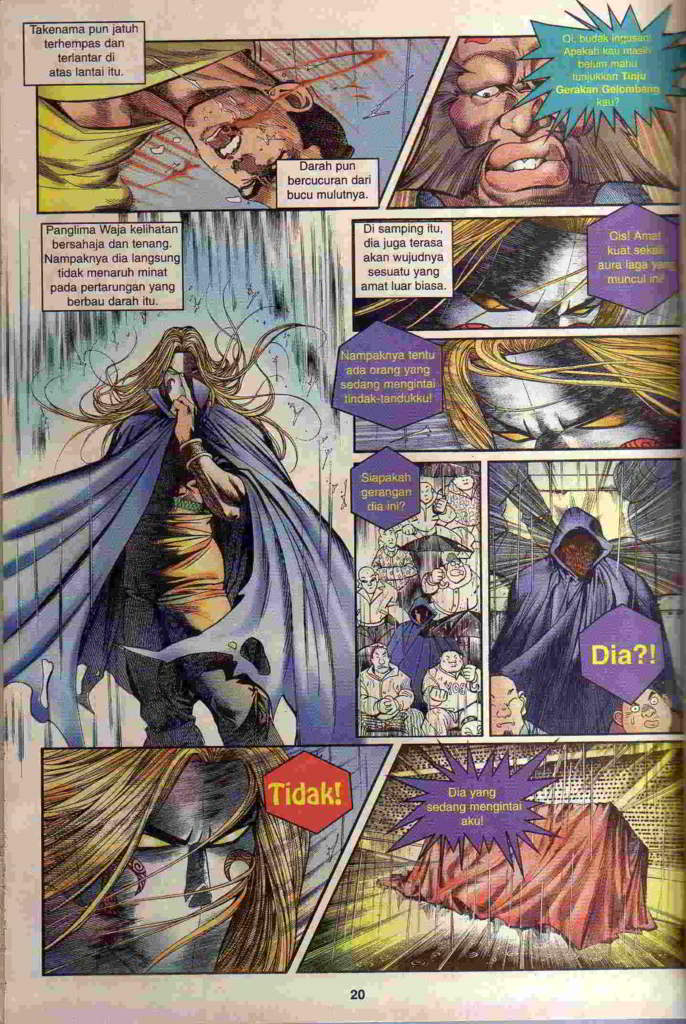 Takenama pun jatuh
terhempas dan
terlantar di
atas lantai itu.
Darah pun
bercucuran dari
bucu mulutnya.
Oi, budak ingusan!
Apakah kau masih
belum mahu
tunjukkan Tinju
Gerakan Gelombang
kau?
Panglima Waja kelihatan
bersahaja dan tenang.
Nampaknya dia langsung
tidak menaruh minat
pada pertarungan yang
berbau darah itu.
Di samping itu,
dia juga terasa
akan wujudnya
sesuatu yang
amat luar biasa.
Cis! Amat
kuat sekali
aura laga yang
muncul ini!
Nampaknya tentu
ada orang yang
sedang mengintai
tindak-tandukku!
Siapakah
gerangan
dia ini?
Dia?!
Tidak!
Dia yang
sedang mengintai
aku!
20